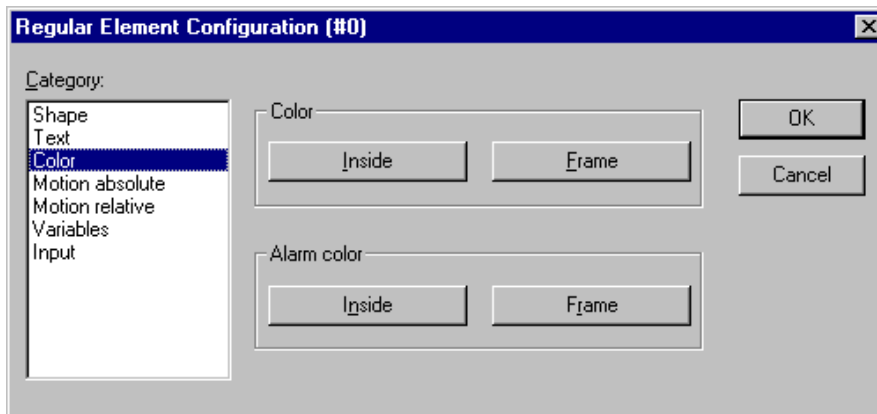 Regular Element Configuration (#0)
Category:
Shape
Text
Color
Motion absolute
Motion relative
Variables
Input
Color
Inside
Frame
Alarm color
Inside
Frame
OK
Cancel